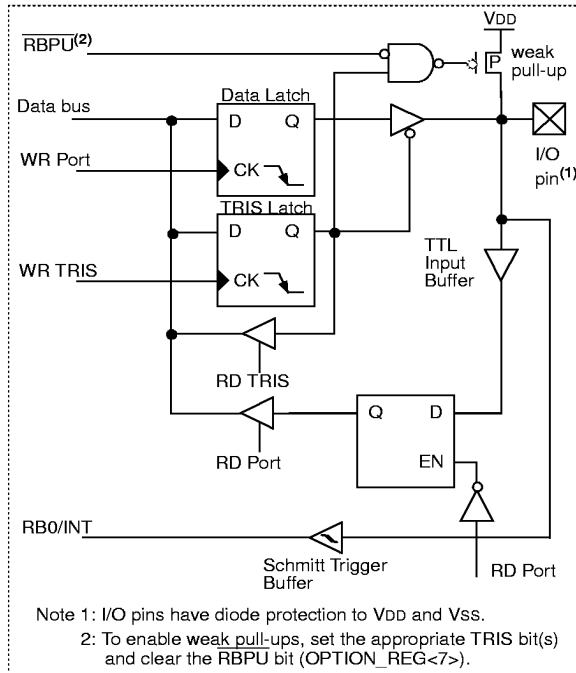 VDD
RBPU(2)
P
weak
pull-up
Data Latch
Data bus
D Q
I/O
pin(1)
WR Port
CK
TRIS Latch
D Q
TTL
Input
Buffer
WR TRIS
CK
RD TRIS
Q D
RD Port
EN
RB0/INT
Schmitt Trigger
Buffer
RD Port
Note 1: I/O pins have diode protection to VDD and VSS.
2: To enable weak pull-ups, set the appropriate TRIS bit(s)
and clear the RBPU bit (OPTION_REG<7>).